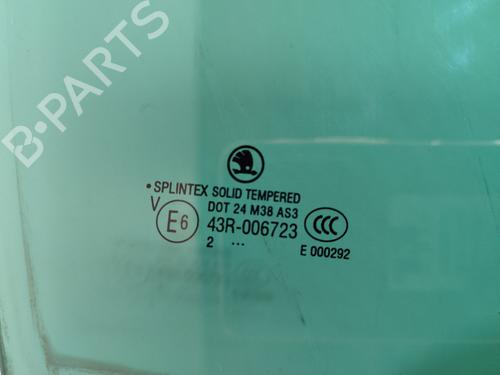 B-PARTS
• SPLINTEX SOLID TEMPERED
DOT 24 M38 AS3
V E6 43R-006723 CCC
2 ... E 000292